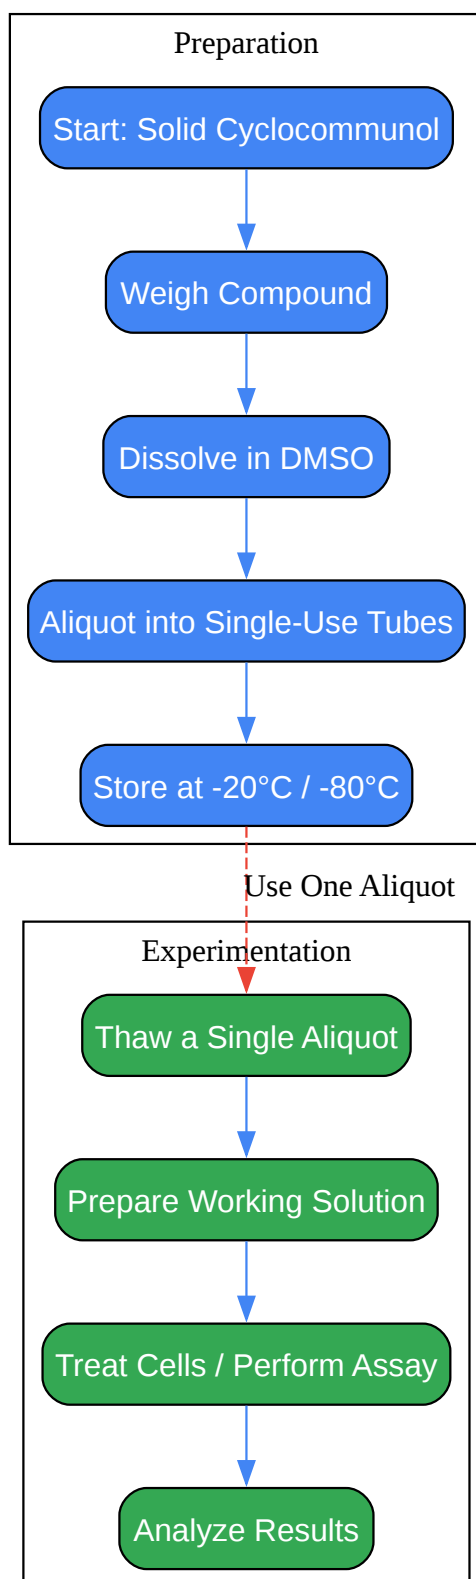 Preparation
Start: Solid Cyclocommunol
Weigh Compound
Dissolve in DMSO
Aliquot into Single-Use Tubes
Store at -20°C / -80°C
Use One Aliquot
Experimentation
Thaw a Single Aliquot
Prepare Working Solution
Treat Cells / Perform Assay
Analyze Results